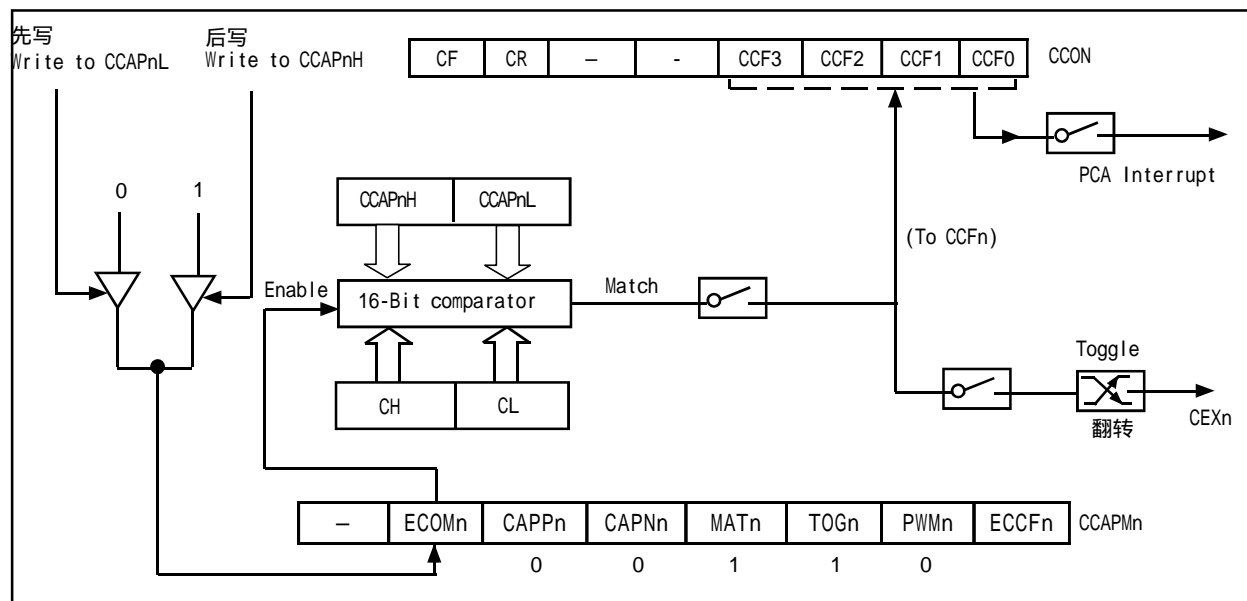 先写
Write to CCAPnL
后写
Write to CCAPnH
CF CR – - CCF3 CCF2 CCF1 CCF0 CCON
PCA Interrupt
0 1
CCAPnH CCAPnL
(To CCFn)
Enable
16-Bit comparator
Match
Toggle
CH CL
翻转
CEXn
– ECOMn CAPPn CAPNn MATn TOGn PWMn ECCFn CCAPMn
0 0 1 1 0